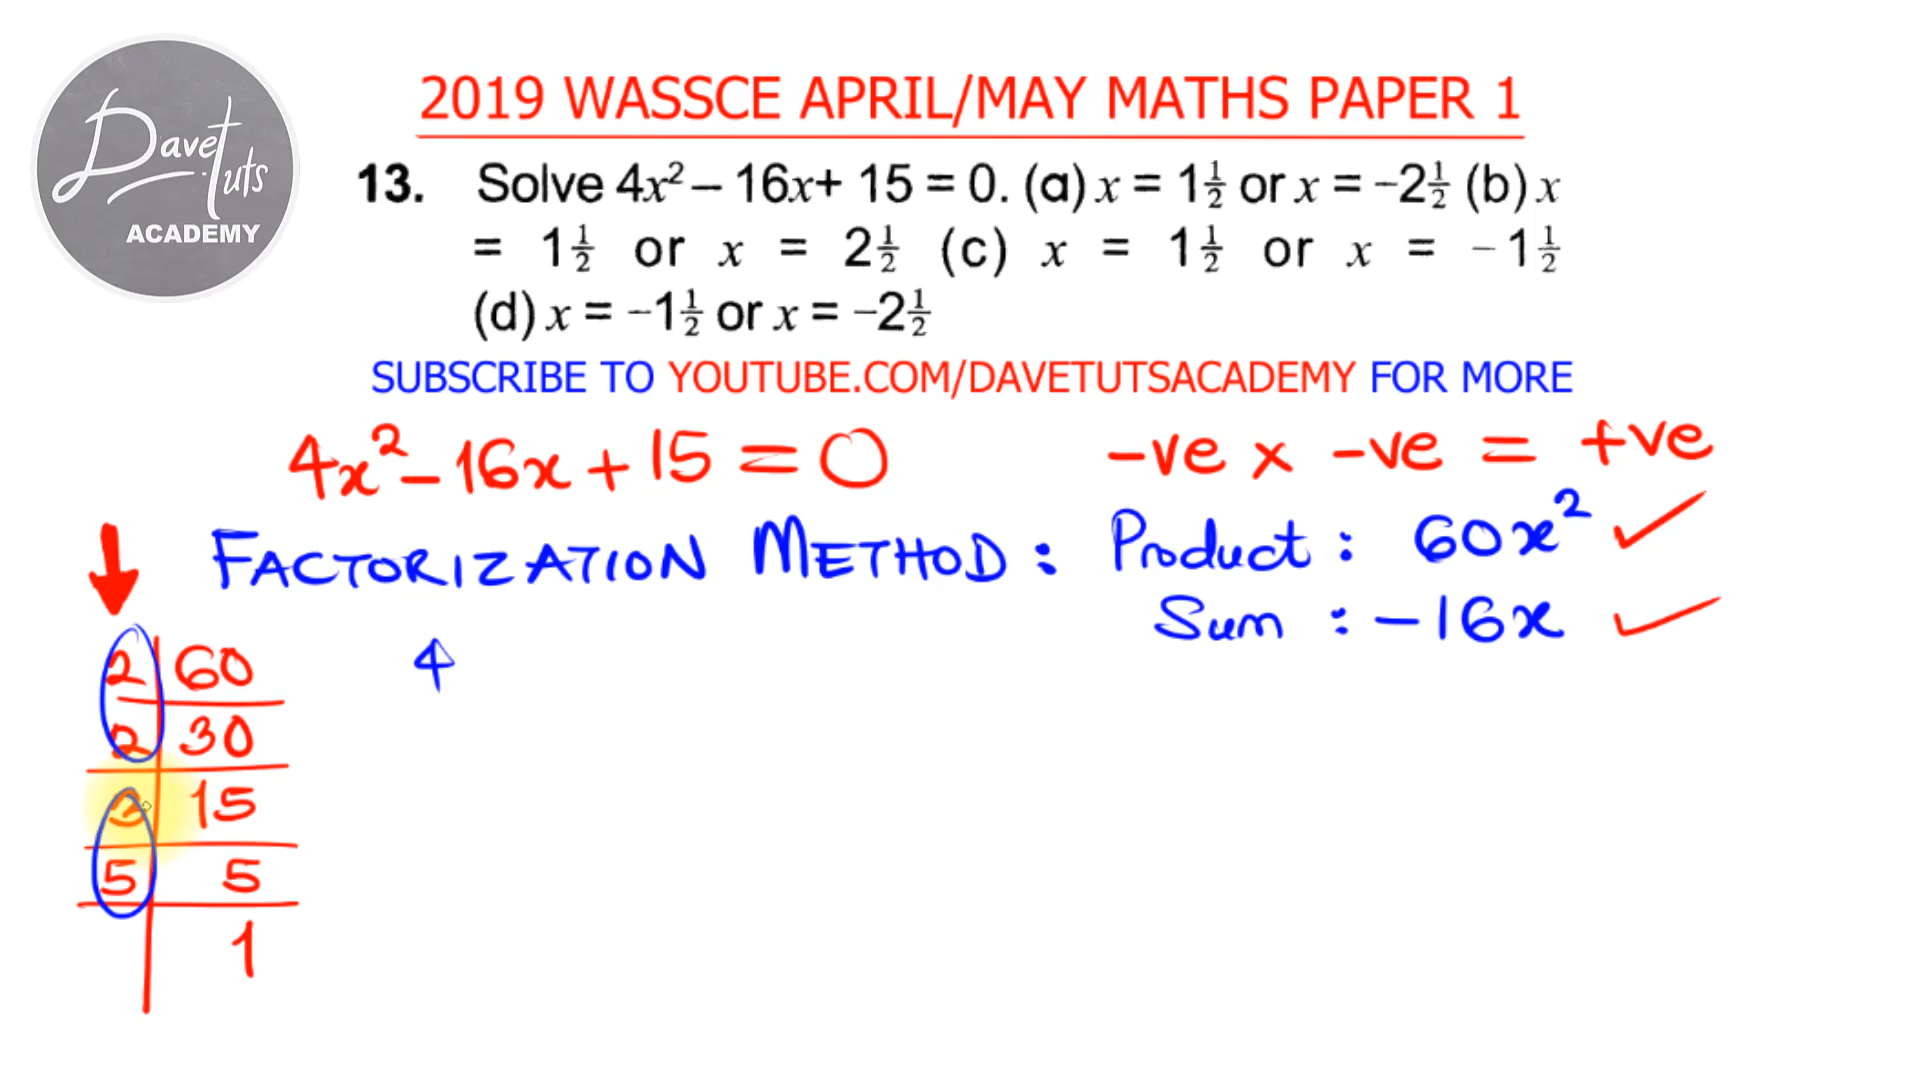 Dave Tuts
ACADEMY
2019 WASSCE APRIL/MAY MATHS PAPER 1
13. Solve 4x² – 16x+ 15 = 0. (a) x = 1½ or x = –2½ (b) x
= 1½ or x = 2½ (c) x = 1½ or x = –1½
(d) x = –1½ or x = –2½
SUBSCRIBE TO YOUTUBE.COM/DAVETUTSACADEMY FOR MORE
4x² – 16x + 15 = 0
-ve x -ve = +ve
FACTORIZATION METHOD: Product: 60x²
Sum: -16x
4
2 60
2 30
3 15
5 5
1